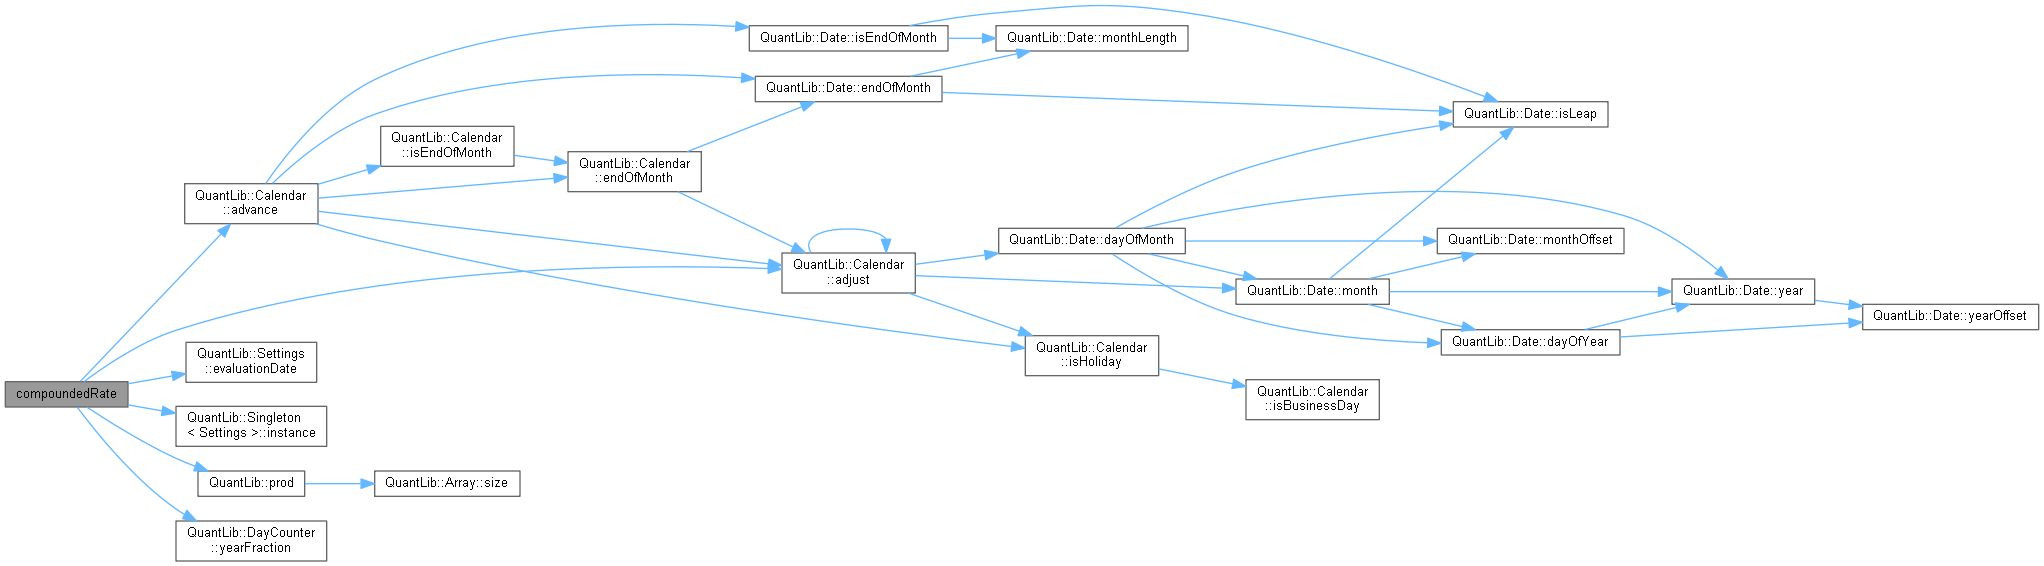 compoundedRate
QuantLib::Calendar
::advance
QuantLib::Settings
::evaluationDate
QuantLib::Singleton
< Settings >::instance
QuantLib::prod
QuantLib::DayCounter
::yearFraction
QuantLib::Calendar
::isEndOfMonth
QuantLib::Array::size
QuantLib::Calendar
::endOfMonth
QuantLib::Date::isEndOfMonth
QuantLib::Date::endOfMonth
QuantLib::Calendar
::adjust
QuantLib::Date::monthLength
QuantLib::Date::dayOfMonth
QuantLib::Calendar
::isHoliday
QuantLib::Date::month
QuantLib::Calendar
::isBusinessDay
QuantLib::Date::isLeap
QuantLib::Date::monthOffset
QuantLib::Date::dayOfYear
QuantLib::Date::year
QuantLib::Date::yearOffset